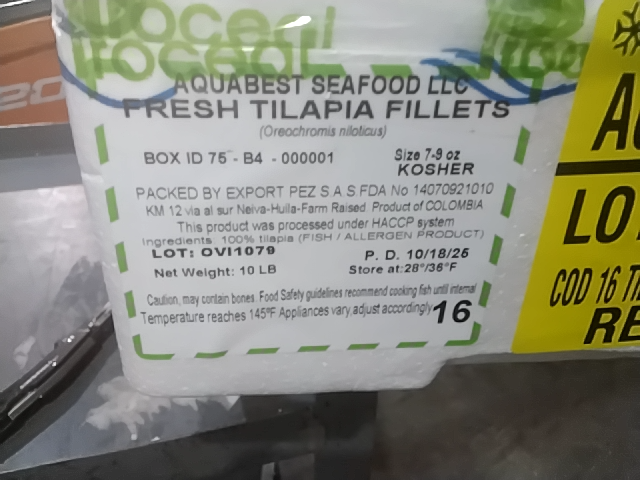 AQUABEST SEAFOOD LLC
FRESH TILAPIA FILLETS
(Oreochromis niloticus)
BOX ID 75 - B4 - 000001
Size 7-9 oz
KOSHER
PACKED BY EXPORT PEZ S.A.S FDA No 14070921010
KM 12 via al sur Neiva-Huila-Farm Raised Product of COLOMBIA
This product was processed under HACCP system
Ingredients 100% tilapia (FISH / ALLERGEN PRODUCT)
LOT: OVI1079
P. D. 10/18/25
Net Weight: 10 LB
Store at:28°/36°F
Caution, may contain bones. Food Safety guidelines recommend cooking fish until internal
Temperature reaches 145°F Appliances vary, adjust accordingly 16
COD 16